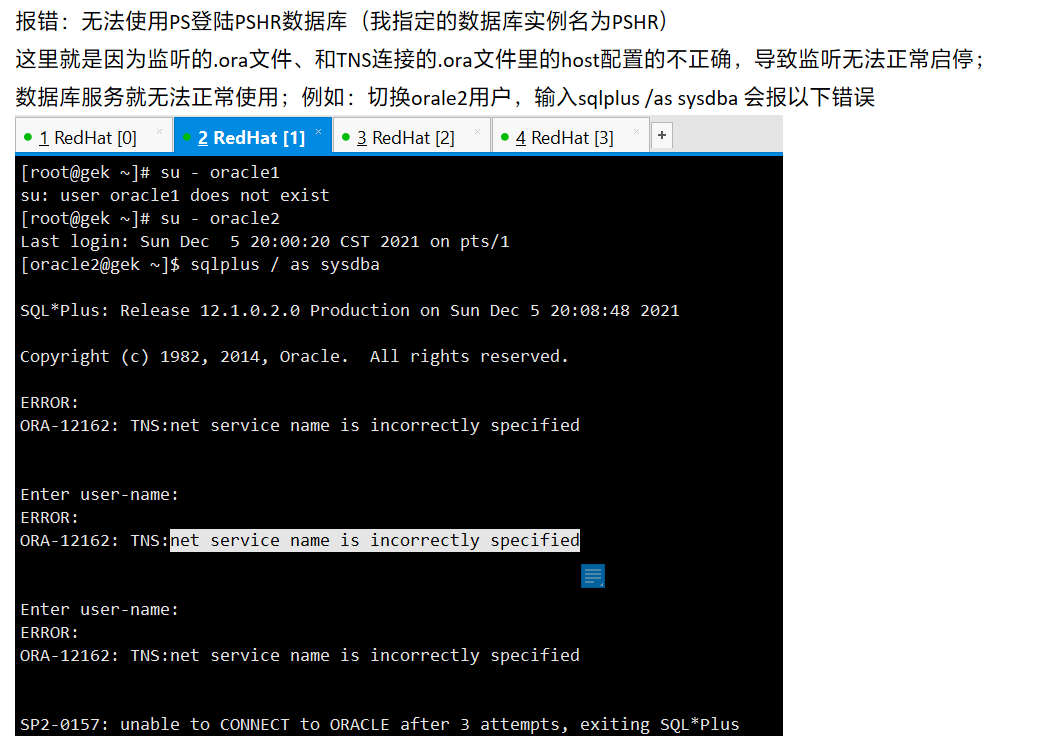 报错：无法使用PS登陆PSHR数据库（我指定的数据库实例名为PSHR）
这里就是因为监听的.ora文件、和TNS连接的.ora文件里的host配置的不正确，导致监听无法正常启停；
数据库服务就无法正常使用；例如：切换orale2用户，输入sqlplus /as sysdba 会报以下错误
1 RedHat [0] × 2 RedHat [1] × 3 RedHat [2] × 4 RedHat [3] × +
[root@gek ~]# su - oracle1
su: user oracle1 does not exist
[root@gek ~]# su - oracle2
Last login: Sun Dec  5 20:00:20 CST 2021 on pts/1
[oracle2@gek ~]$ sqlplus / as sysdba
SQL*Plus: Release 12.1.0.2.0 Production on Sun Dec 5 20:08:48 2021
Copyright (c) 1982, 2014, Oracle.  All rights reserved.
ERROR:
ORA-12162: TNS:net service name is incorrectly specified
Enter user-name:
ERROR:
ORA-12162: TNS:net service name is incorrectly specified
Enter user-name:
ERROR:
ORA-12162: TNS:net service name is incorrectly specified
SP2-0157: unable to CONNECT to ORACLE after 3 attempts, exiting SQL*Plus